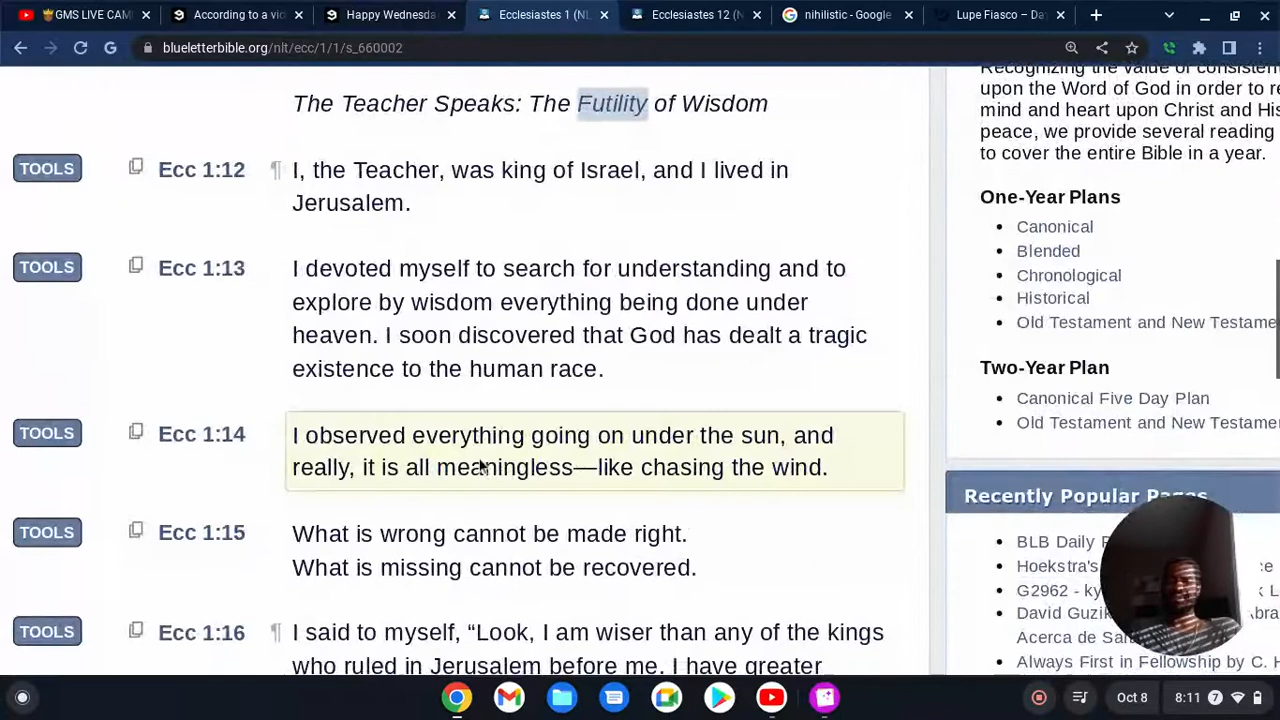 GMS LIVE CAM
According to a vid
Happy Wednesda
Ecclesiastes 1 (NL
Ecclesiastes 12 (N
nihilistic - Google
Lupe Fiasco – Da
blueletterbible.org/nlt/ecc/1/1/s_660002
The Teacher Speaks: The Futility of Wisdom
TOOLS Ecc 1:12 ¶ I, the Teacher, was king of Israel, and I lived in
Jerusalem.
TOOLS Ecc 1:13 I devoted myself to search for understanding and to
explore by wisdom everything being done under
heaven. I soon discovered that God has dealt a tragic
existence to the human race.
TOOLS Ecc 1:14 I observed everything going on under the sun, and
really, it is all meaningless—like chasing the wind.
TOOLS Ecc 1:15 What is wrong cannot be made right.
What is missing cannot be recovered.
TOOLS Ecc 1:16 ¶ I said to myself, “Look, I am wiser than any of the kings
who ruled in Jerusalem before me. I have greater
Recognizing the value of consisten
upon the Word of God in order to re
mind and heart upon Christ and His
peace, we provide several reading
to cover the entire Bible in a year.
One-Year Plans
Canonical
Blended
Chronological
Historical
Old Testament and New Testame
Two-Year Plan
Canonical Five Day Plan
Old Testament and New Testame
Recently Popular Pages
BLB Daily
Hoekstra's
G2962 - ky
David Guzik
Acerca de
Always First in Fellowship by C. H
Oct 8 8:11 7